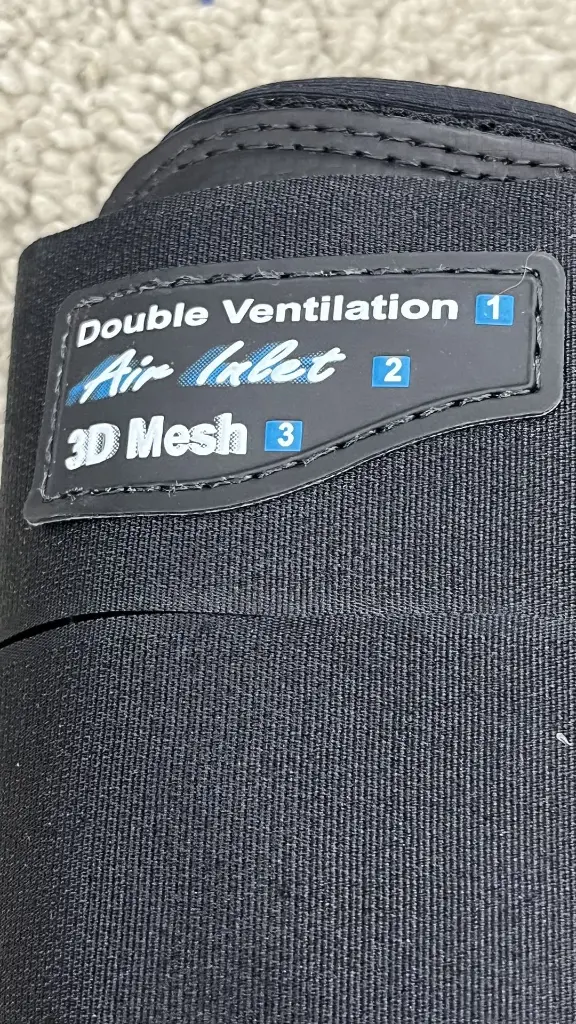 Double Ventilation 1
Air Inlet 2
3D Mesh 3